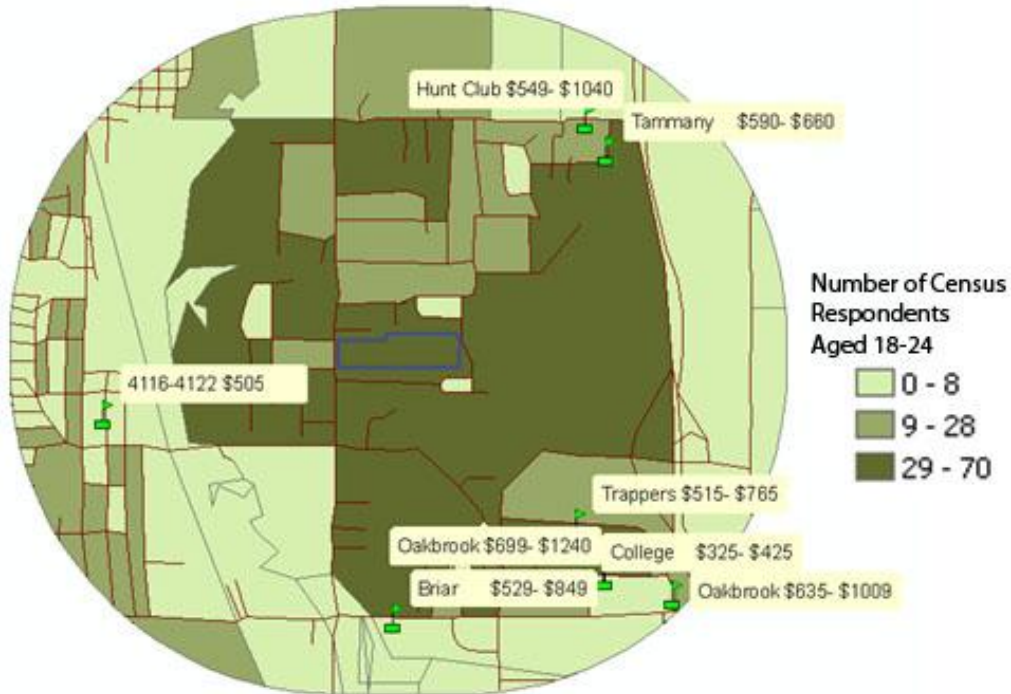 Hunt Club $549- $1040
Tammany $590- $660
Number of Census
Respondents
Aged 18-24
0 - 8
9 - 28
29 - 70
4116-4122 $505
Trappers $515- $765
Oakbrook $699- $1240
College $325- $425
Briar $529- $849
Oakbrook $635- $1009